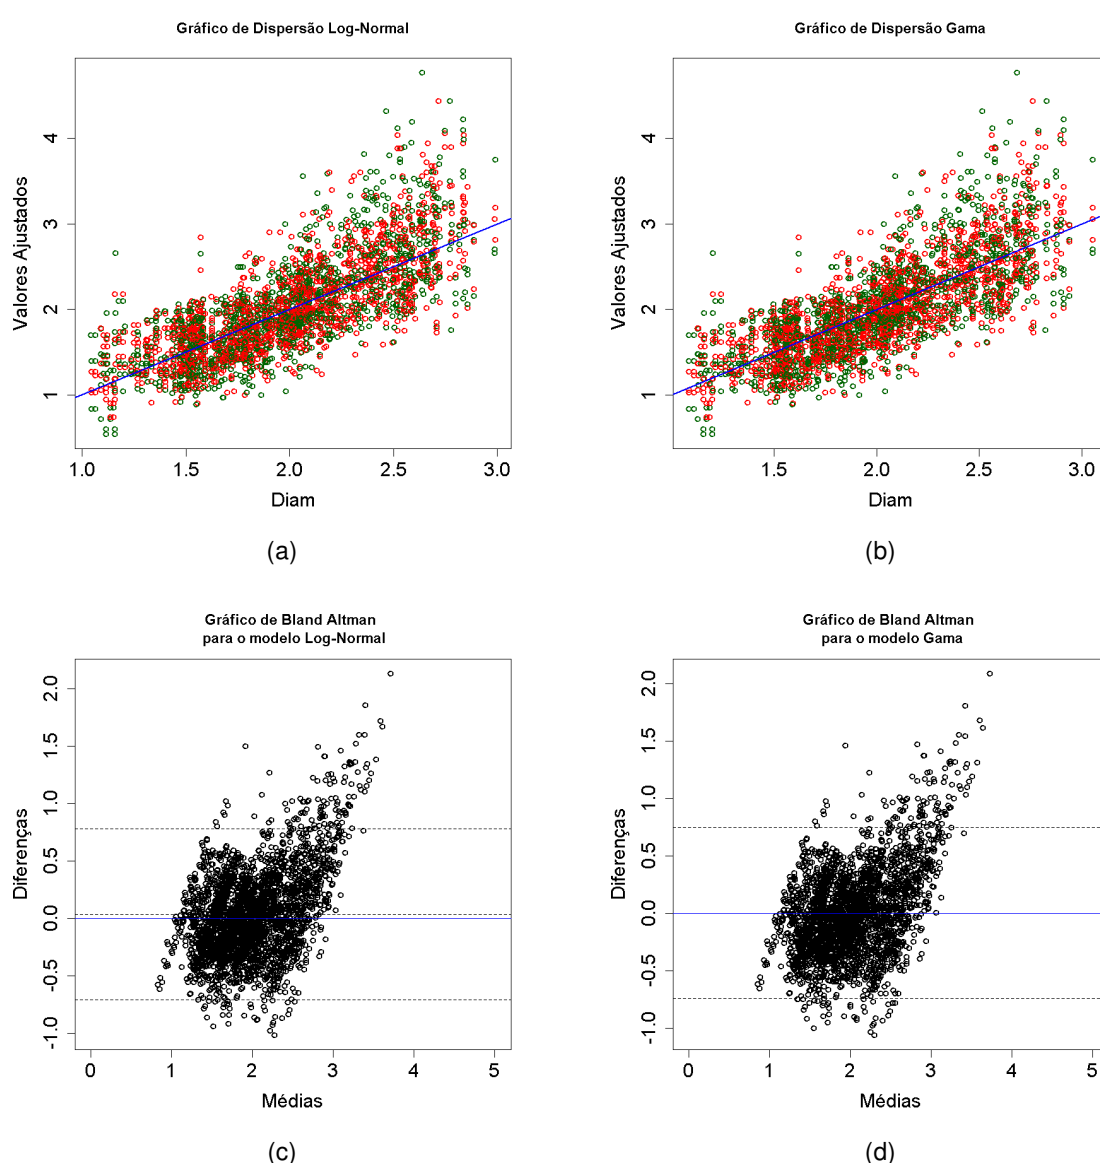 Gráfico de Dispersão Log-Normal
Valores Ajustados
4
3
2
1
1.0 1.5 2.0 2.5 3.0
Diam
(a)
Gráfico de Dispersão Gama
Valores Ajustados
4
3
2
1
1.5 2.0 2.5 3.0
Diam
(b)
Gráfico de Bland Altman
para o modelo Log-Normal
Diferenças
2.0
1.5
1.0
0.5
0.0
-0.5
-1.0
0 1 2 3 4 5
Médias
(c)
Gráfico de Bland Altman
para o modelo Gama
Diferenças
2.0
1.5
1.0
0.5
0.0
-0.5
-1.0
0 1 2 3 4 5
Médias
(d)